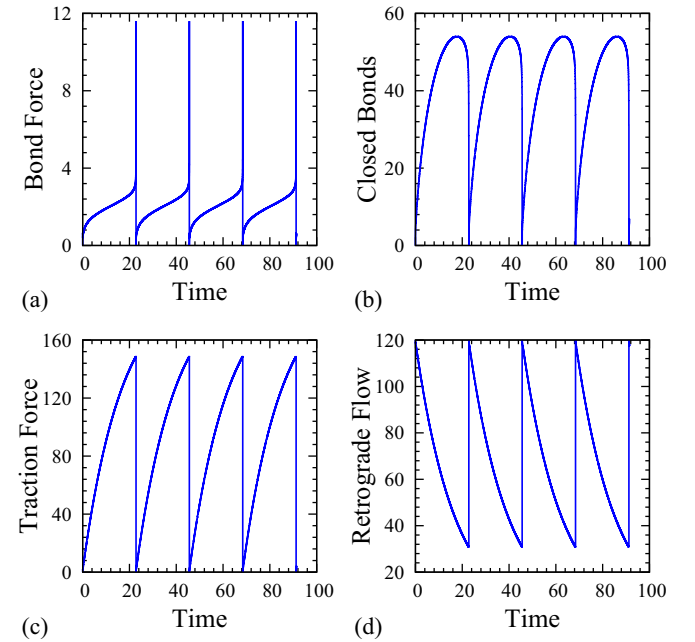 12
8
4
0
Bond Force
0 20 40 60 80 100
Time
(a)
60
40
20
0
Closed Bonds
0 20 40 60 80 100
Time
(b)
160
120
80
40
0
Traction Force
0 20 40 60 80 100
Time
(c)
120
100
80
60
40
20
Retrograde Flow
0 20 40 60 80 100
Time
(d)